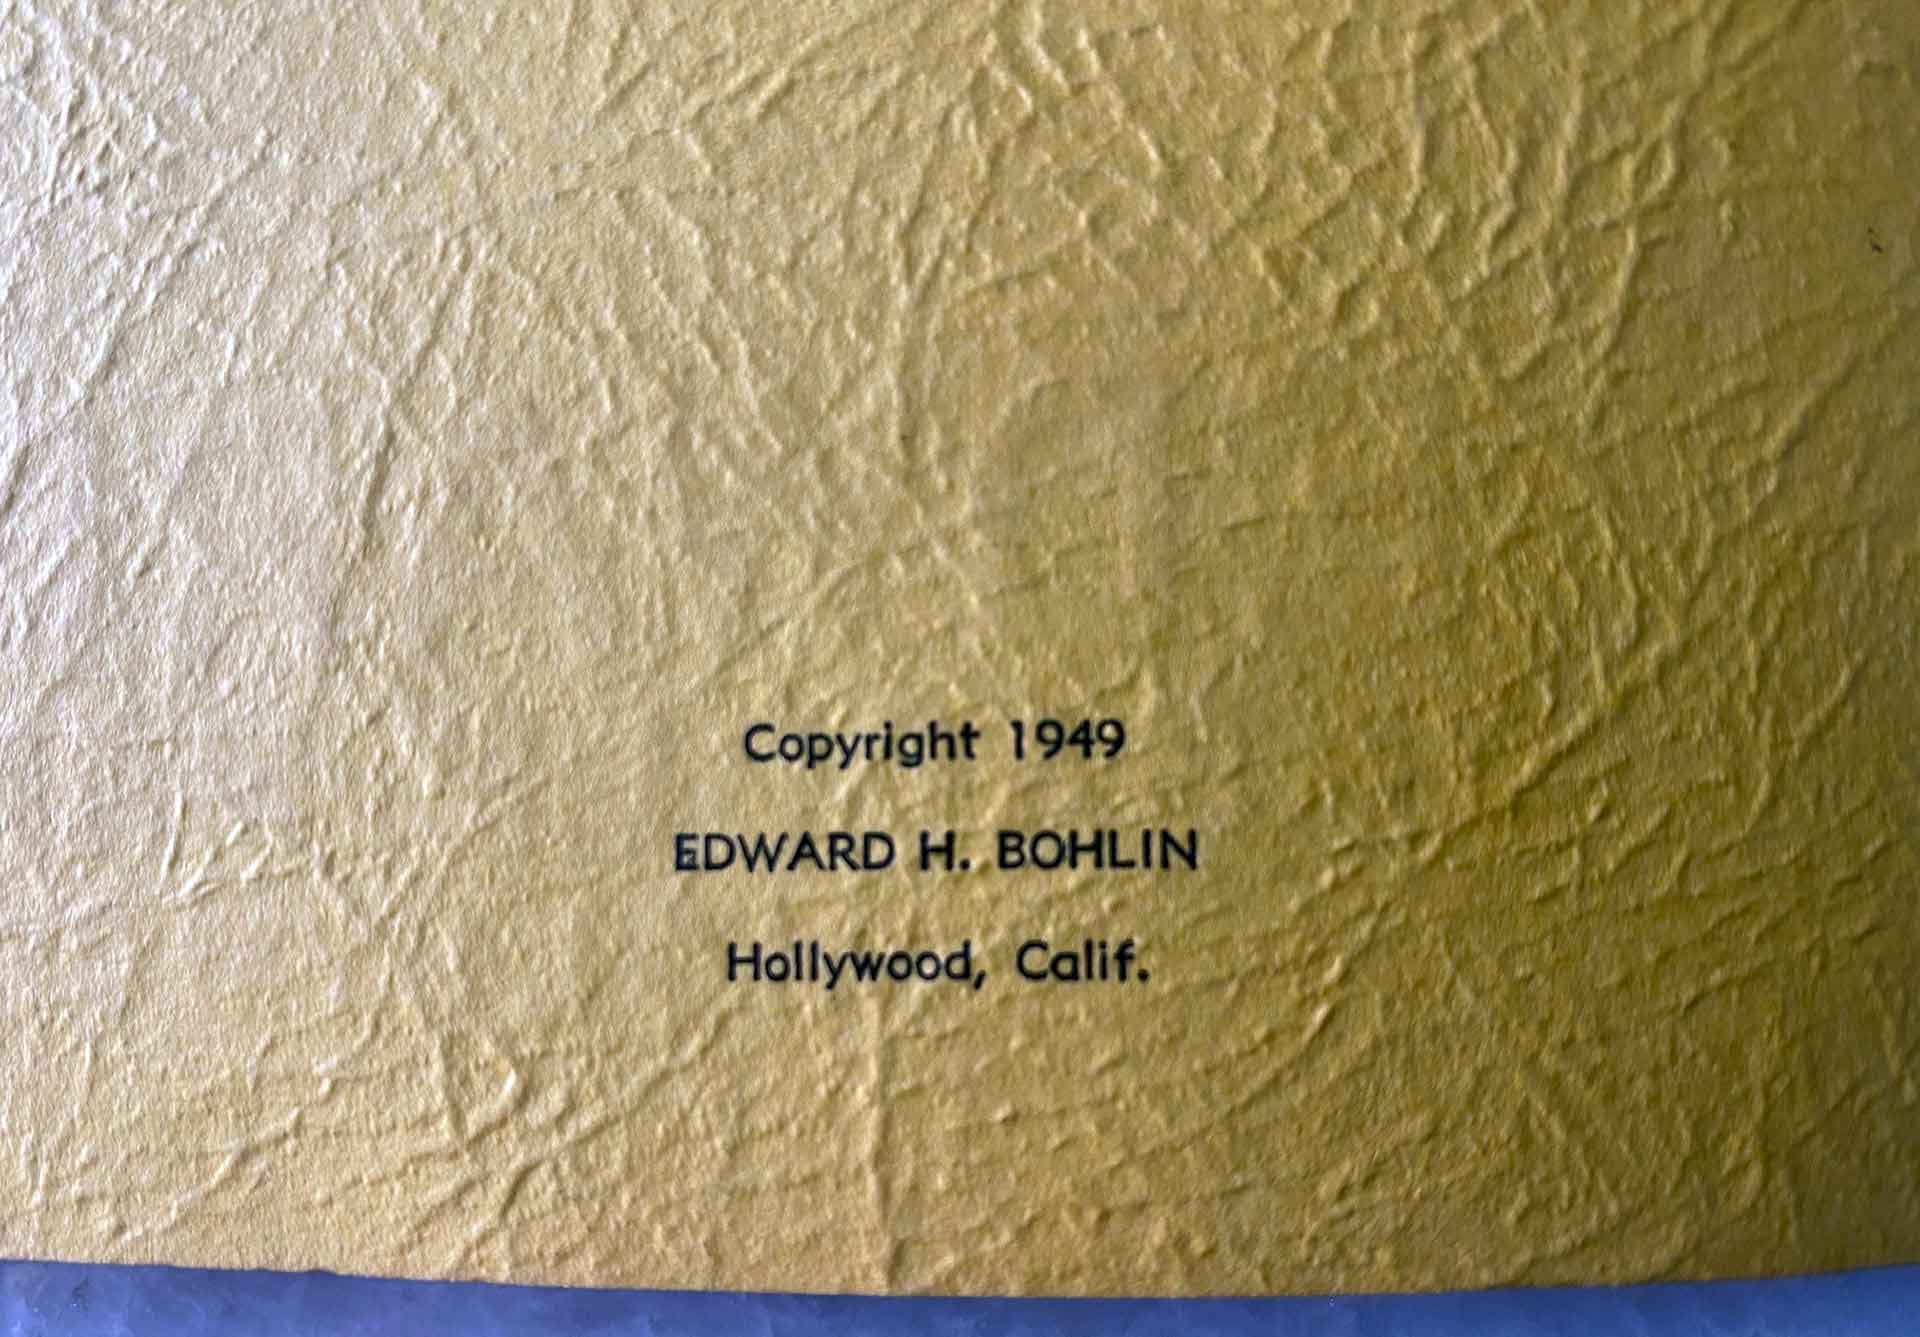 Copyright 1949
EDWARD H. BOHLIN
Hollywood, Calif.